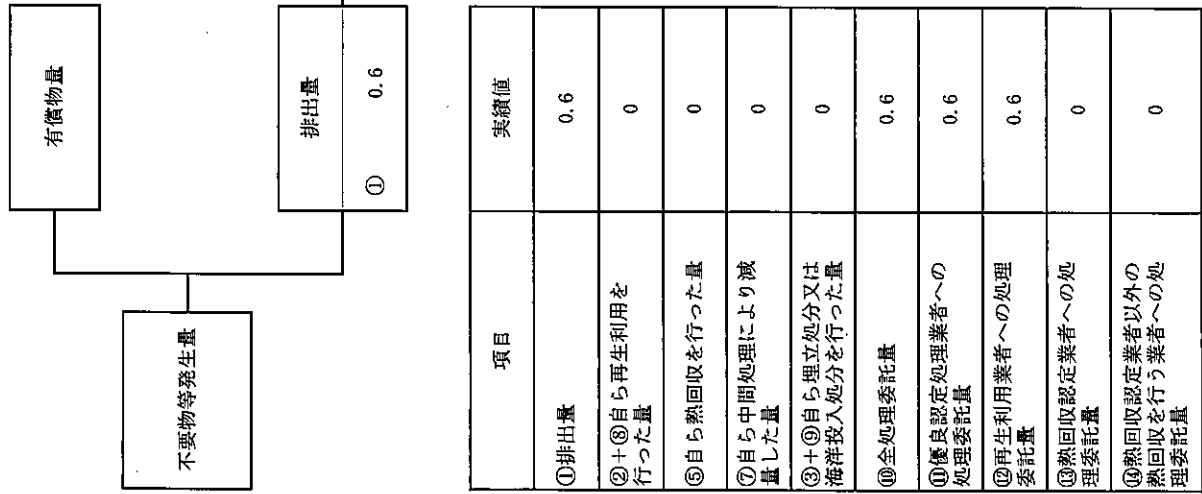 有償物量
不要物等発生量
排出量
① 0.6
項目 実績値
①排出量 0.6
②+⑧自ら再生利用を
行った量 0
⑤自ら熱回収を行った量 0
⑦自ら中間処理により減
量した量 0
③+⑨自ら埋立処分又は
海洋投入処分を行った量 0
⑩全処理委託量 0.6
⑪優良認定処理業者への
処理委託量 0.6
⑫再生利用業者への処理
委託量 0.6
⑬熱回収認定業者への処
理委託量 0
⑭熱回収認定業者以外の
熱回収を行う業者への処
理委託量 0